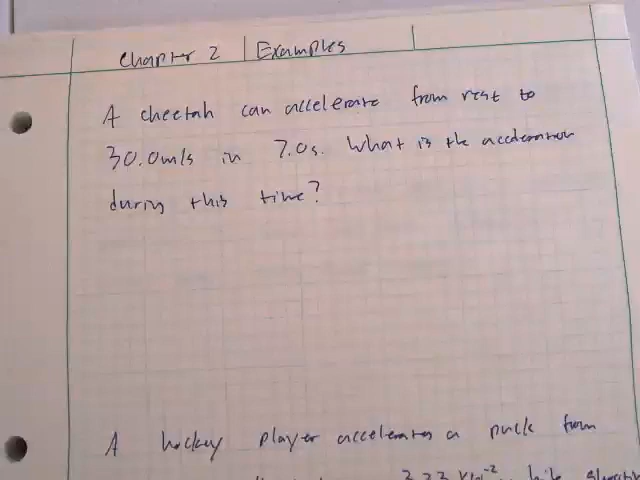 Chapter 2 Examples
A cheetah can accelerate from rest to
30.0m/s in 7.0s. What is the acceleration
during this time?
A hockey player accelerates a puck from